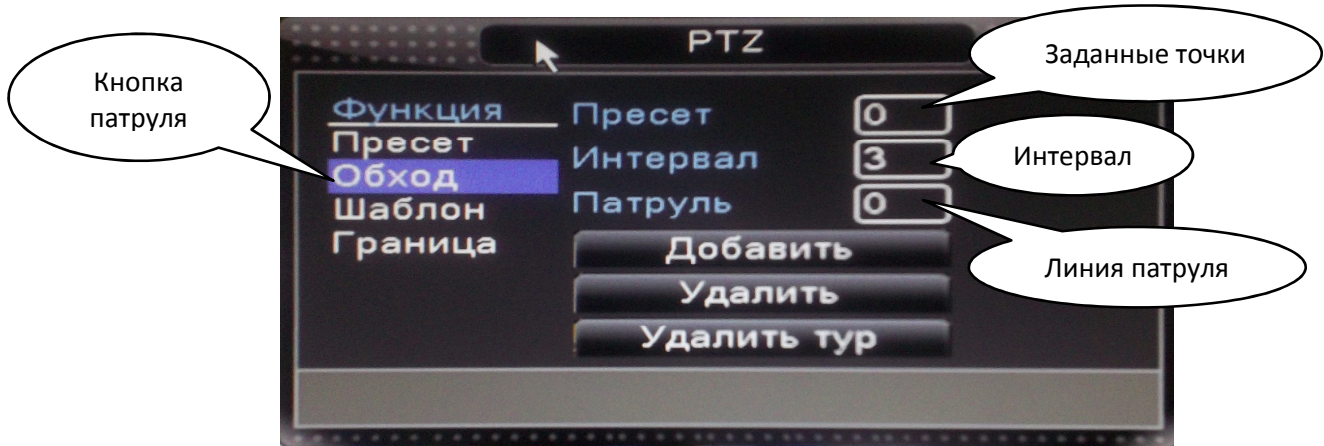 PTZ
Заданные точки
Кнопка
патруля
Функция
Пресет
Обход
Шаблон
Граница
Пресет
0
Интервал
3
Интервал
Патруль
0
Линия патруля
Добавить
Удалить
Удалить тур